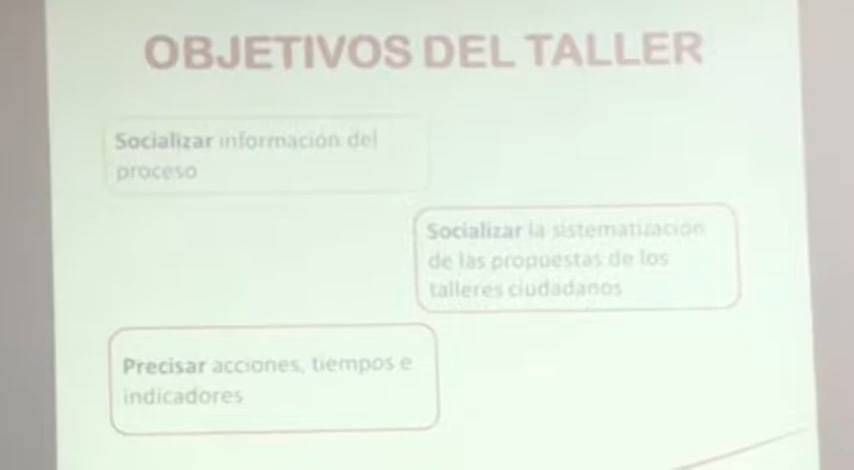 OBJETIVOS DEL TALLER
Socializar información del
proceso
Socializar la sistematización
de las propuestas de los
talleres ciudadanos
Precisar acciones, tiempos e
indicadores